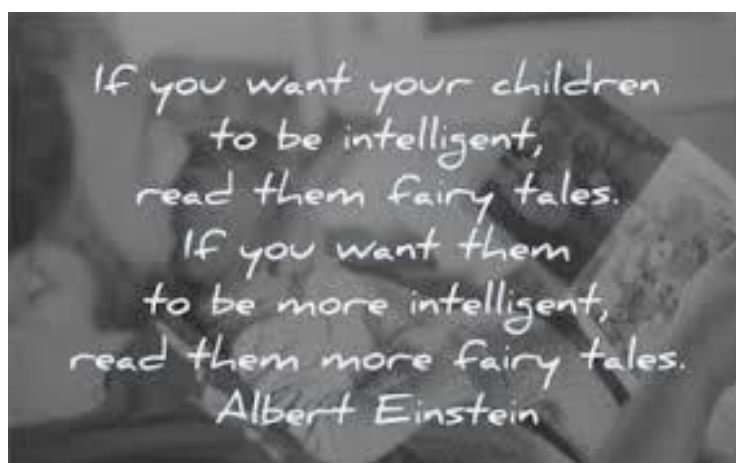 If you want your children
to be intelligent,
read them fairy tales.
If you want them
to be more intelligent,
read them more fairy tales.
Albert Einstein